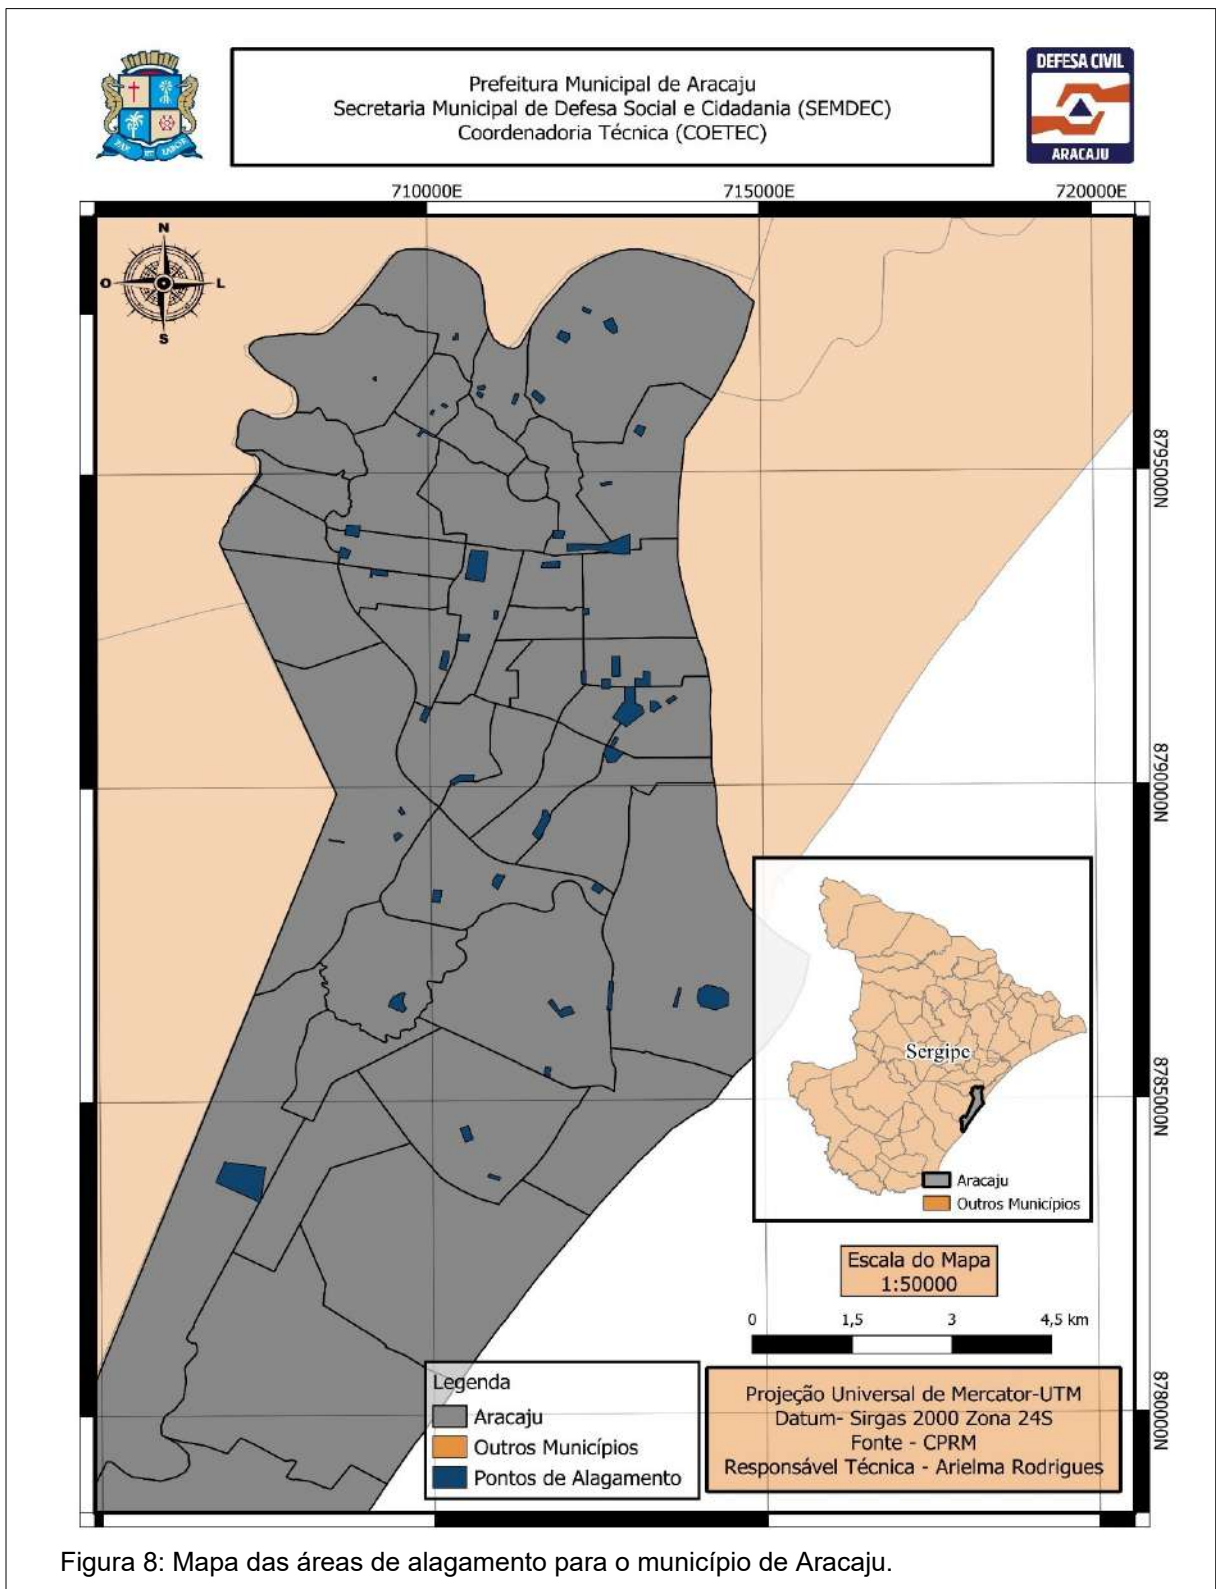 PAX ET LABOR
Prefeitura Municipal de Aracaju
Secretaria Municipal de Defesa Social e Cidadania (SEMDEC)
Coordenadoria Técnica (COETEC)
DEFESA CIVIL
ARACAJU
710000E
715000E
720000E
N
O
L
S
8795000N
8790000N
8785000N
8780000N
Sergipe
Aracaju
Outros Municípios
Escala do Mapa
1:50000
0
1,5
3
4,5 km
Legenda
Aracaju
Outros Municípios
Pontos de Alagamento
Projeção Universal de Mercator-UTM
Datum- Sirgas 2000 Zona 24S
Fonte - CPRM
Responsável Técnica - Arielma Rodrigues
Figura 8: Mapa das áreas de alagamento para o município de Aracaju.